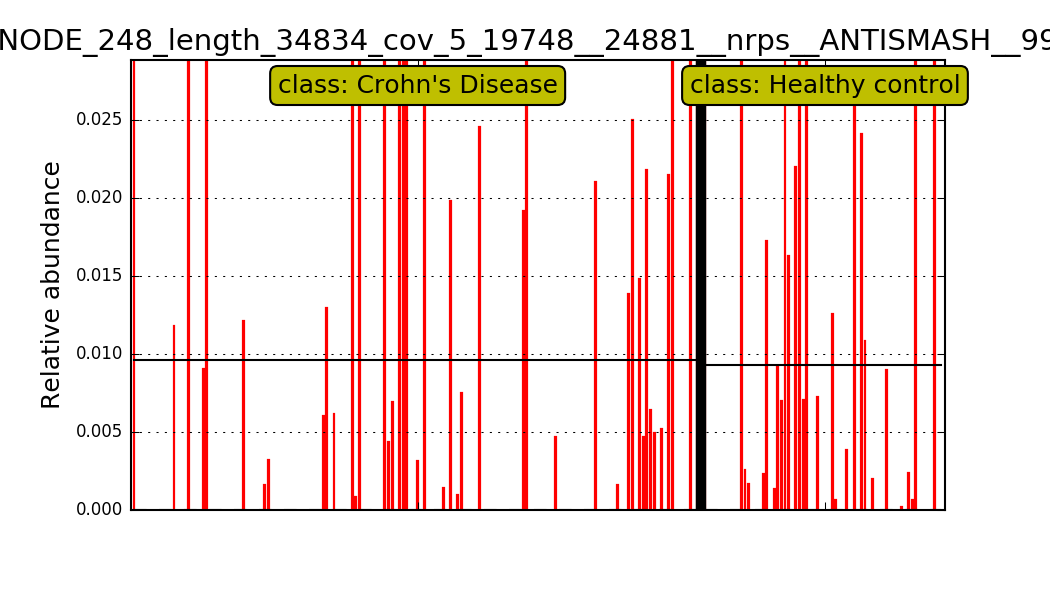 NODE_248_length_34834_cov_5_19748__24881__nrps__ANTISMASH__99
class: Crohn's Disease
class: Healthy control
Relative abundance
0.025
0.020
0.015
0.010
0.005
0.000